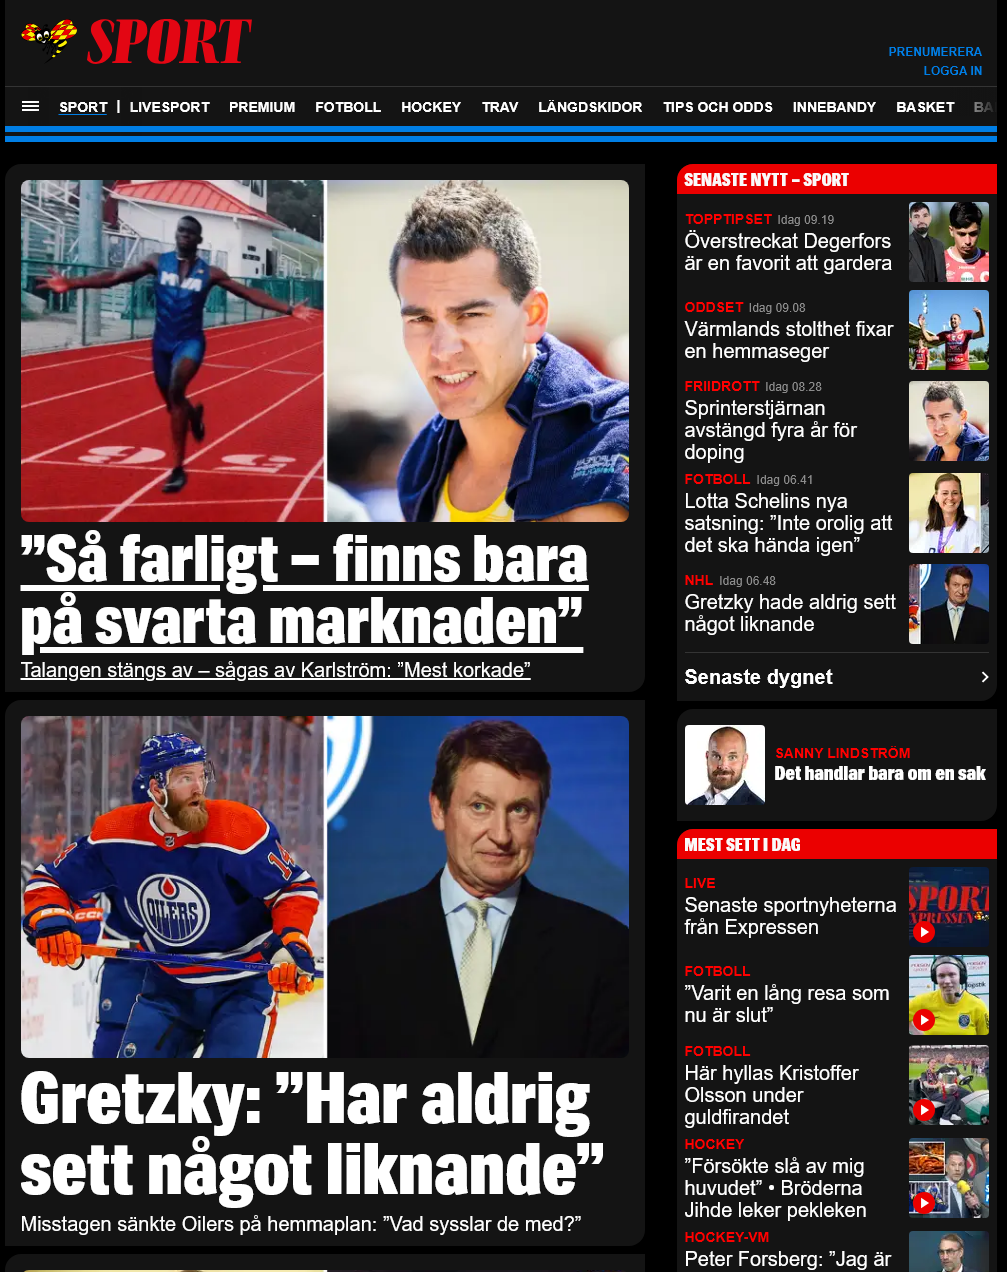 SPORT
PRENUMERERA
LOGGA IN
SPORT | LIVESPORT PREMIUM FOTBOLL HOCKEY TRAV LÄNGDSKIDOR TIPS OCH ODDS INNEBANDY BASKET BA
”Så farligt – finns bara
på svarta marknaden”
Talangen stängs av – sågas av Karlström: ”Mest korkade”
OILERS
Gretzky: ”Har aldrig
sett något liknande”
Misstagen sänkte Oilers på hemmaplan: ”Vad sysslar de med?”
SENASTE NYTT – SPORT
TOPPTIPSET Idag 09.19
Överstreckat Degerfors
är en favorit att gardera
ODDSET Idag 09.08
Värmlands stolthet fixar
en hemmaseger
FRIIDROTT Idag 08.28
Sprinterstjärnan
avstängd fyra år för
doping
FOTBOLL Idag 06.41
Lotta Schelins nya
satsning: ”Inte orolig att
det ska hända igen”
NHL Idag 06.48
Gretzky hade aldrig sett
något liknande
Senaste dygnet
SANNY LINDSTRÖM
Det handlar bara om en sak
MEST SETT I DAG
LIVE
Senaste sportnyheterna
från Expressen
SPORT
FOTBOLL
”Varit en lång resa som
nu är slut”
FOTBOLL
Här hyllas Kristoffer
Olsson under
guldfirandet
HOCKEY
”Försökte slå av mig
huvudet” • Bröderna
Jihde leker pekleken
HOCKEY-VM
Peter Forsberg: ”Jag är